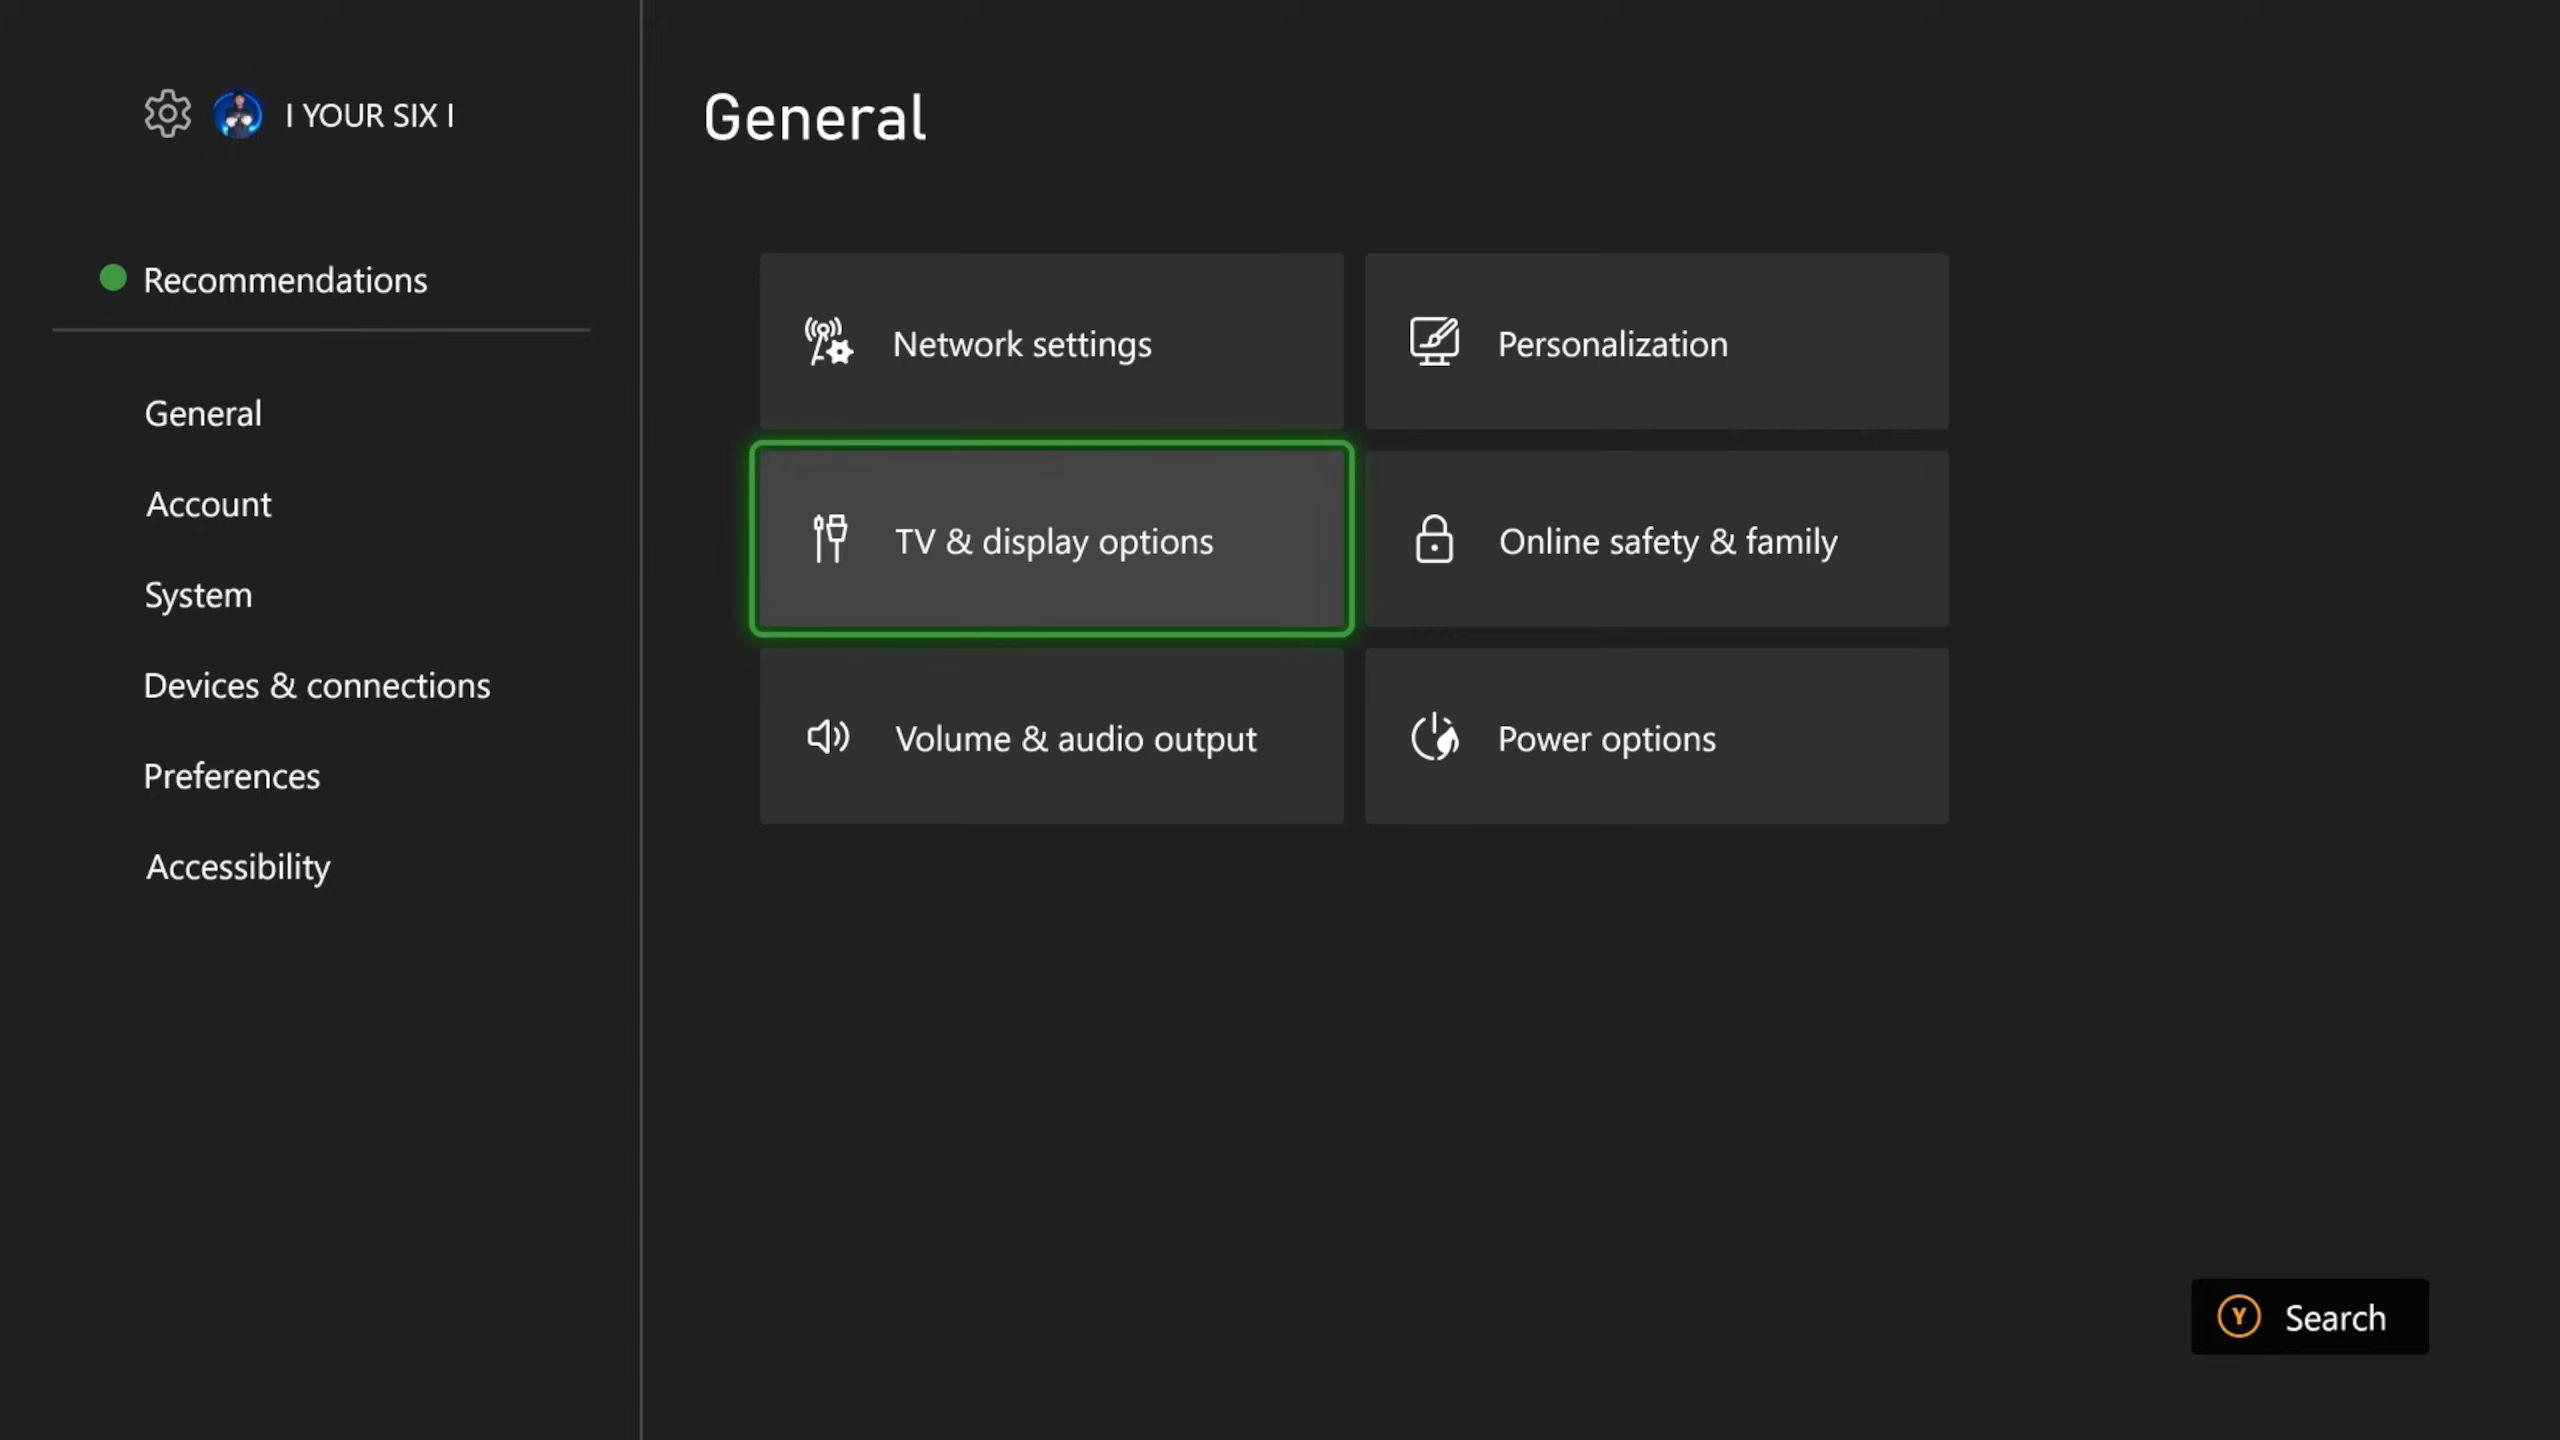 I YOUR SIX I
Recommendations
General
Account
System
Devices & connections
Preferences
Accessibility
General
Network settings
Personalization
TV & display options
Online safety & family
Volume & audio output
Power options
Y Search